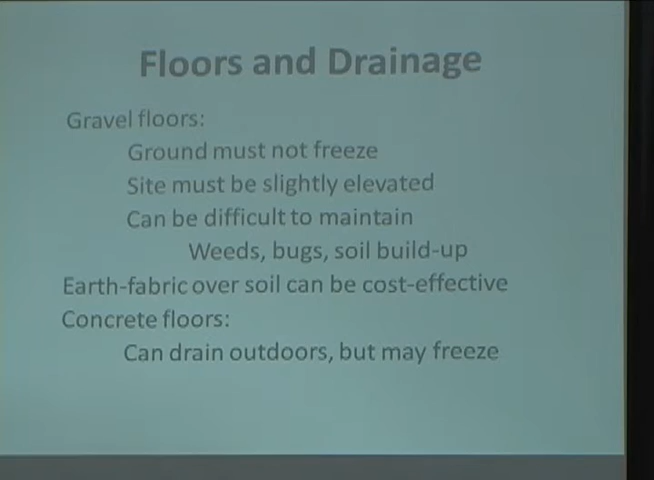 Floors and Drainage
Gravel floors:
Ground must not freeze
Site must be slightly elevated
Can be difficult to maintain
Weeds, bugs, soil build-up
Earth-fabric over soil can be cost-effective
Concrete floors:
Can drain outdoors, but may freeze